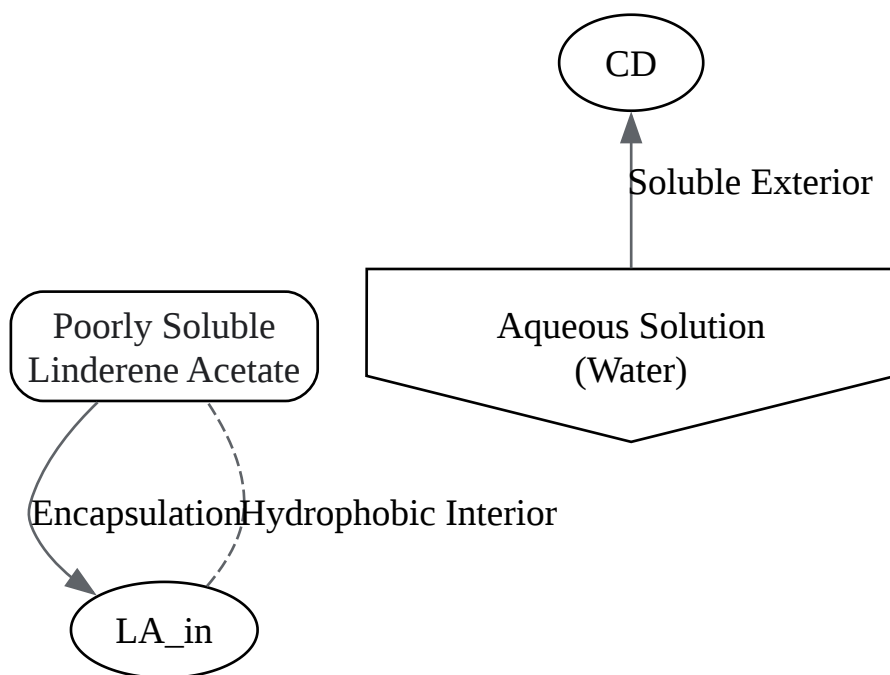 CD
Soluble Exterior
Poorly Soluble
Linderene Acetate
Aqueous Solution
(Water)
Encapsulation
Hydrophobic Interior
LA_in